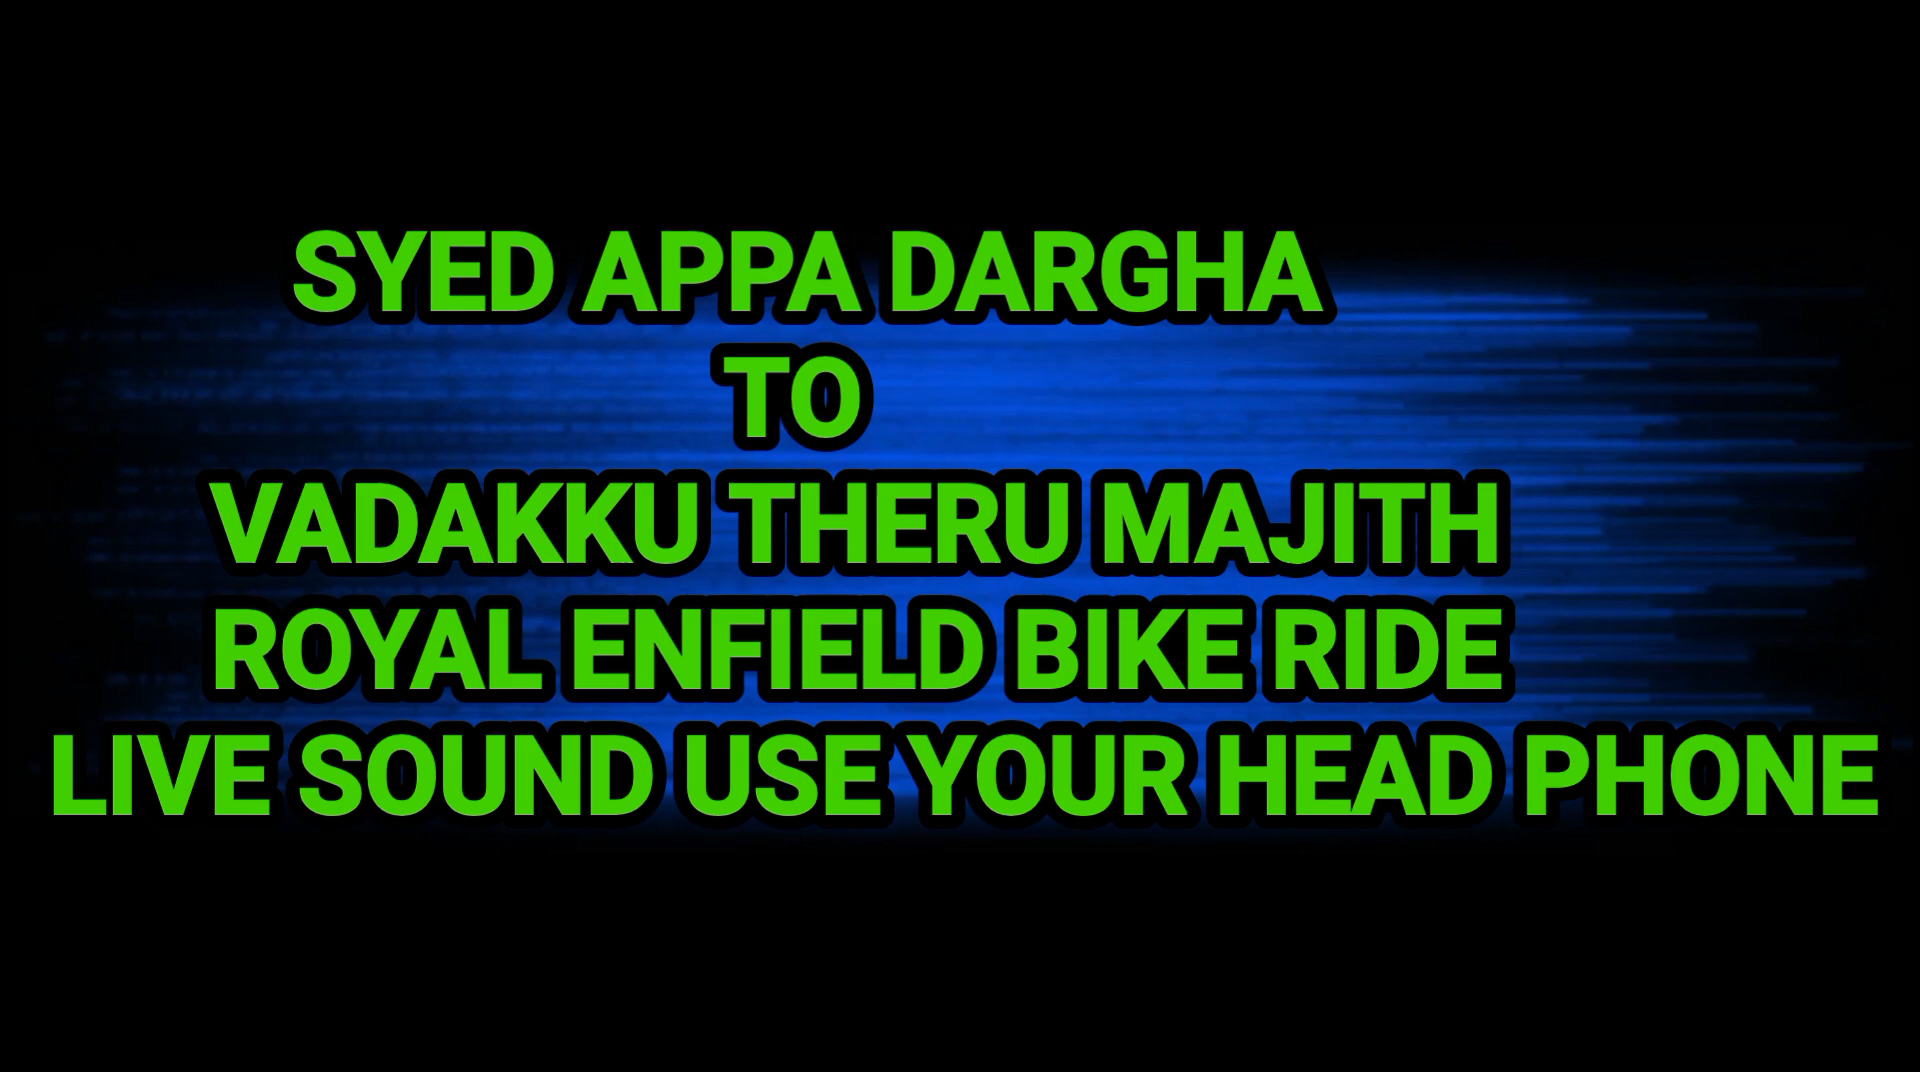 SYED APPA DARGHA
TO
VADAKKU THERU MAJITH
ROYAL ENFIELD BIKE RIDE
LIVE SOUND USE YOUR HEAD PHONE